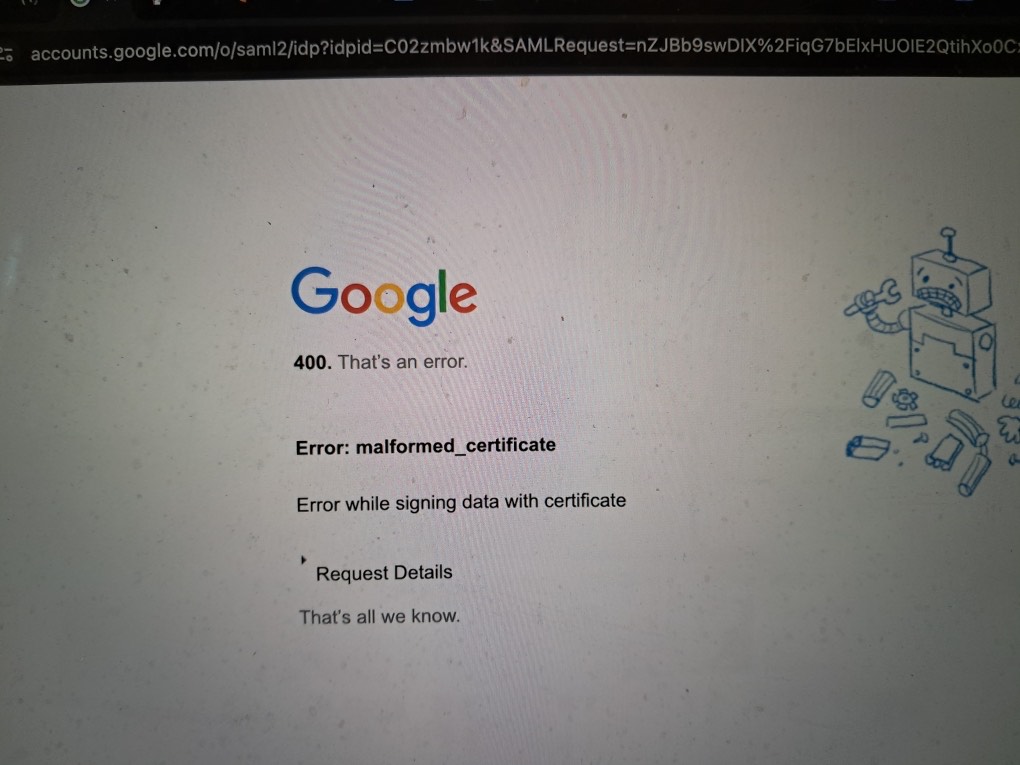 accounts.google.com/o/saml2/idp?idpid=C02zmbw1k&SAMLRequest=nZJBb9swDIX%2FiqG7bElxHUOIE2QtihXo0C
Google
400. That's an error.
Error: malformed_certificate
Error while signing data with certificate
Request Details
That's all we know.